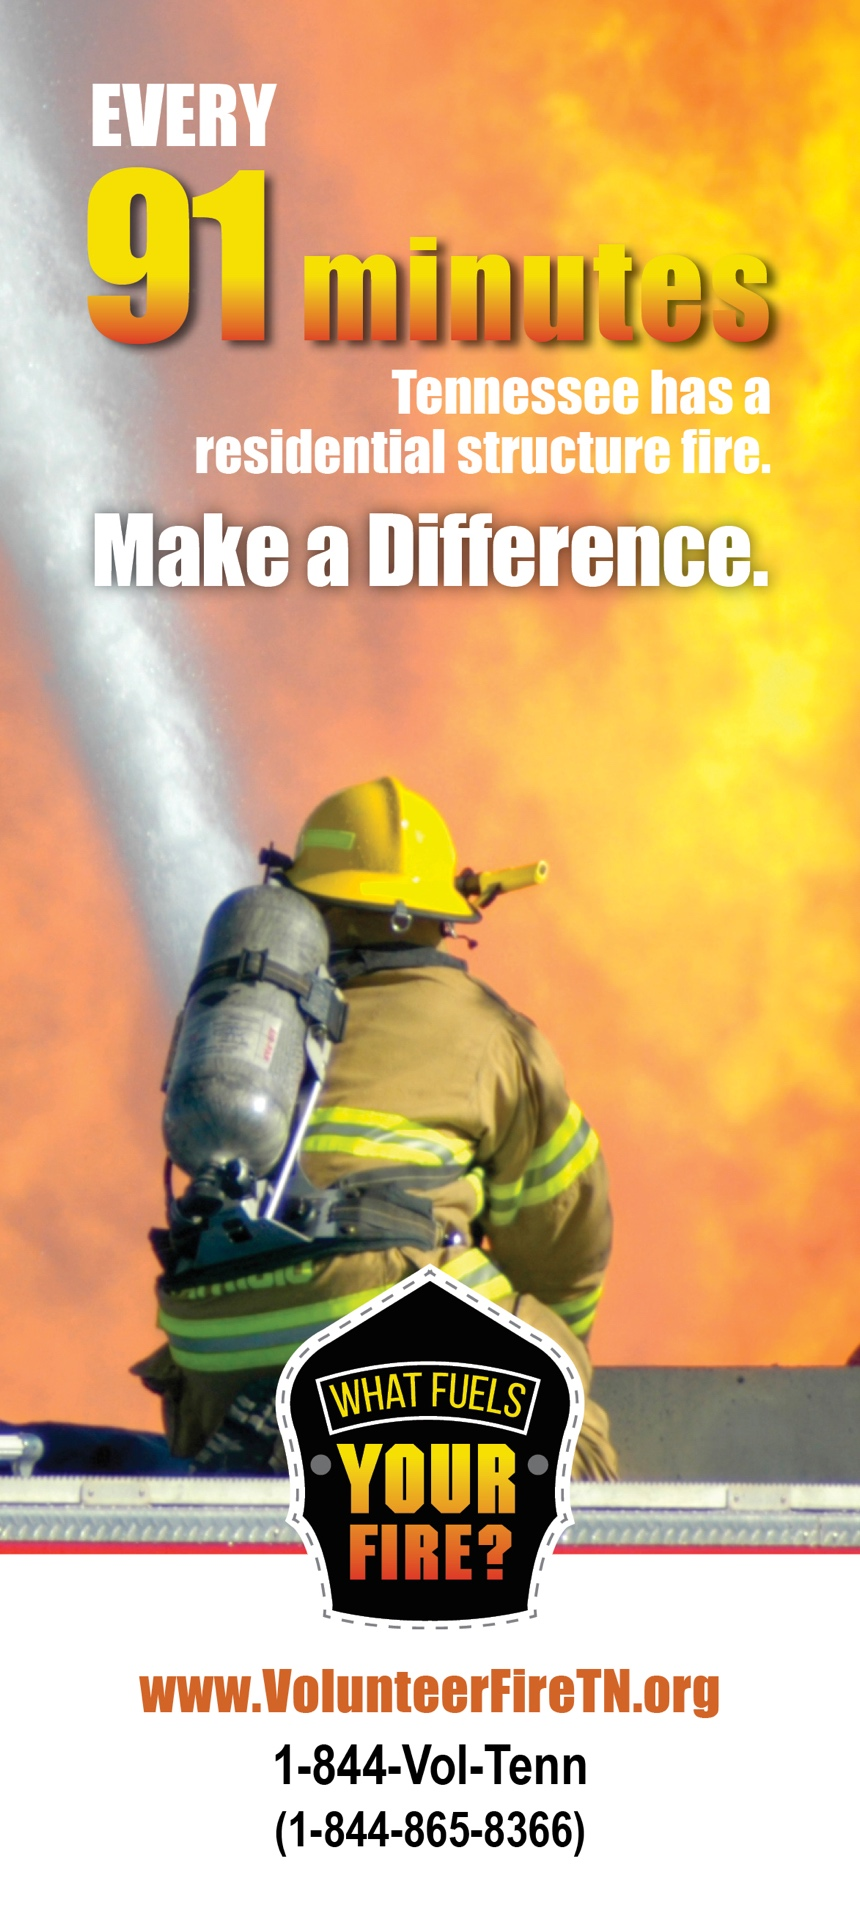 EVERY
91 minutes
Tennessee has a
residential structure fire.
Make a Difference.
WHAT FUELS
YOUR
FIRE?
www.VolunteerFireTN.org
1-844-Vol-Tenn
(1-844-865-8366)